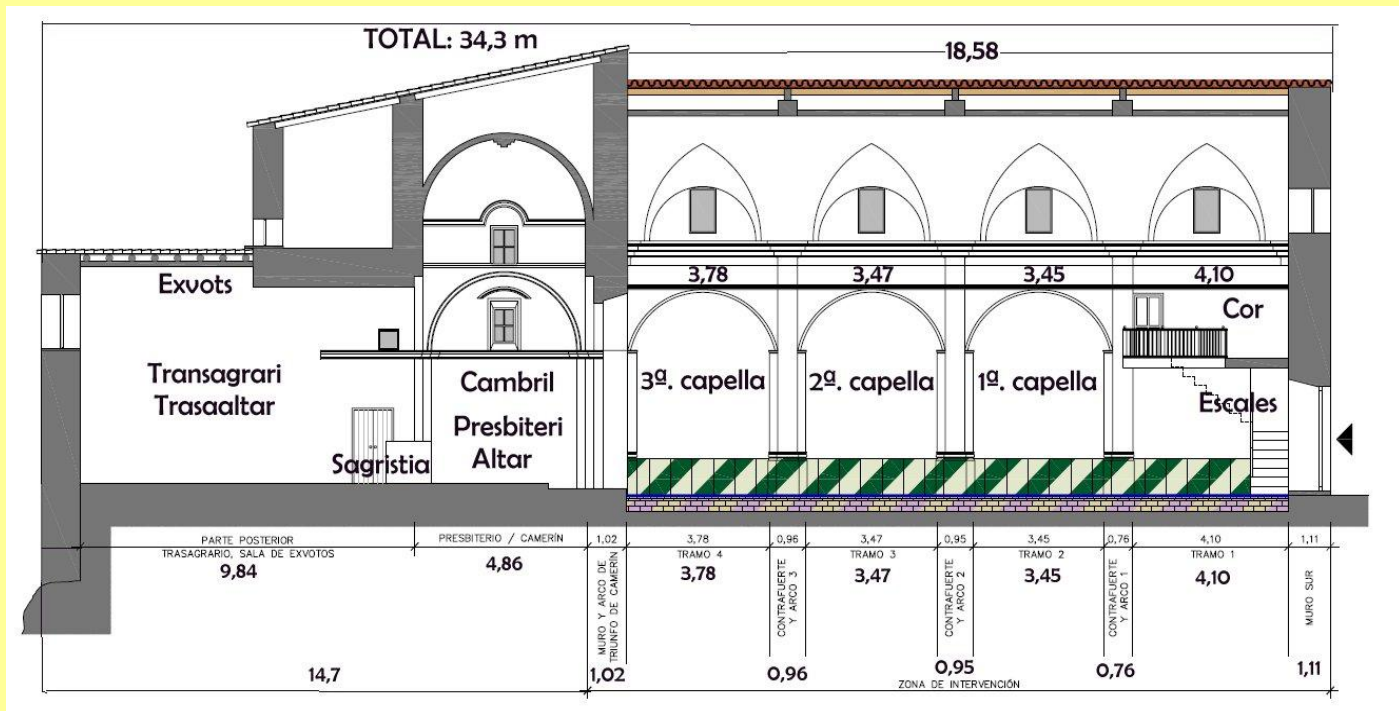 TOTAL: 34,3 m
18,58
3,78
3,47
3,45
4,10
Exvots
Cor
Transagrari
Trasaaltar
Cambril
3ª. capella
2ª. capella
1ª. capella
Escales
Presbiteri
Altar
Sagristia
PARTE POSTERIOR
TRASAGRARIO, SALA DE EXVOTOS
9,84
PRESBITERIO / CAMERÍN
4,86
1,02
3,78
0,96
3,47
0,95
3,45
0,76
4,10
1,11
TRAMO 4
TRAMO 3
TRAMO 2
TRAMO 1
3,78
3,47
3,45
4,10
MURO Y ARCO DE
TRIUNFO DE CAMERÍN
CONTRAFUERTE
Y ARCO 3
CONTRAFUERTE
Y ARCO 2
CONTRAFUERTE
Y ARCO 1
MURO SUR
14,7
1,02
0,96
0,95
0,76
1,11
ZONA DE INTERVENCIÓN